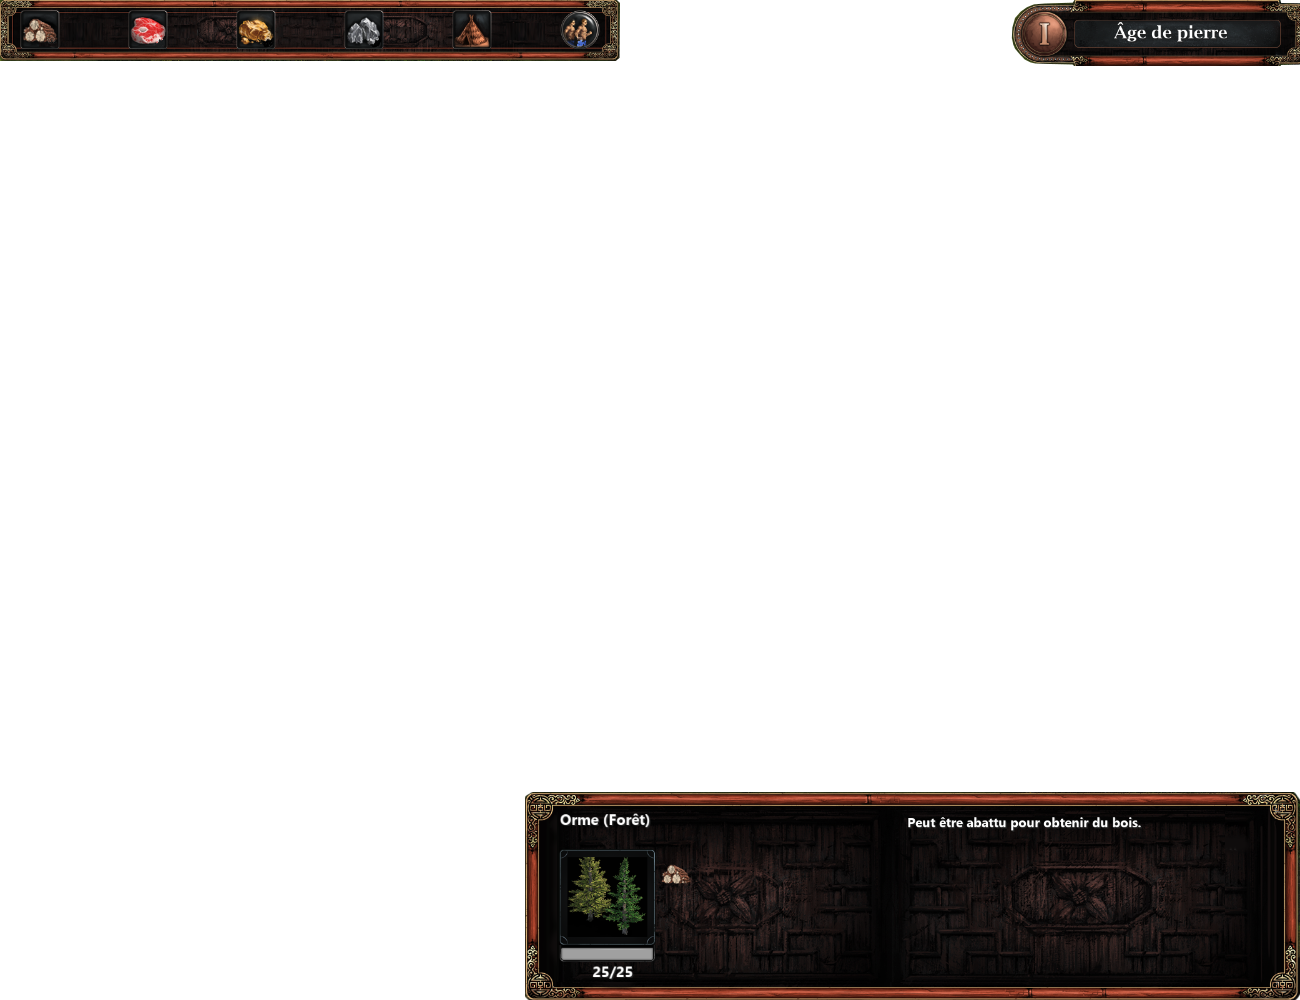 I
Âge de pierre
Orme (Forêt)
Peut être abattu pour obtenir du bois.
25/25